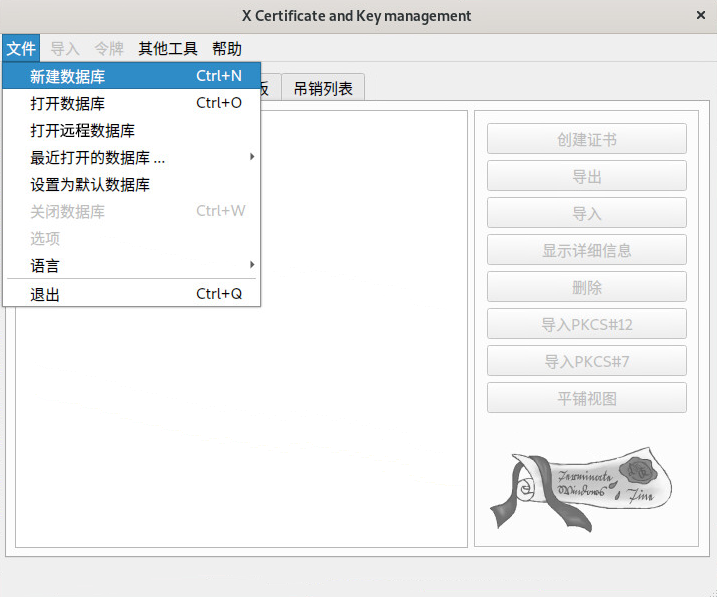 X Certificate and Key management
文件 导入 令牌 其他工具 帮助
新建数据库 Ctrl+N
打开数据库 Ctrl+O
打开远程数据库
最近打开的数据库 ...
设置为默认数据库
关闭数据库 Ctrl+W
选项
语言
退出 Ctrl+Q
板 吊销列表
创建证书
导出
导入
显示详细信息
删除
导入PKCS#12
导入PKCS#7
平铺视图